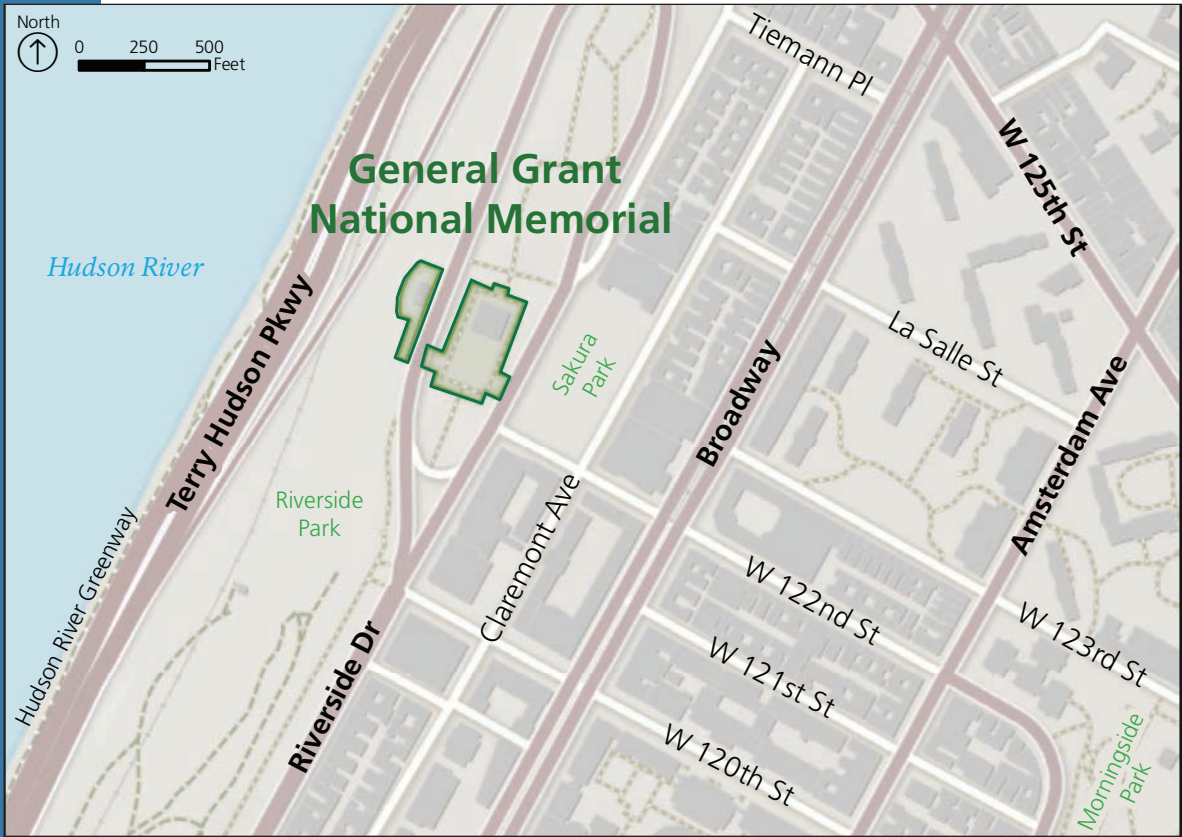 North
0 250 500
Feet
Tiemann Pl
W 125th St
General Grant
National Memorial
Hudson River
Terry Hudson Pkwy
Sakura
Park
La Salle St
Broadway
Amsterdam Ave
Riverside
Park
Claremont Ave
Hudson River Greenway
W 122nd St
W 123rd St
Riverside Dr
W 121st St
W 120th St
Morningside
Park